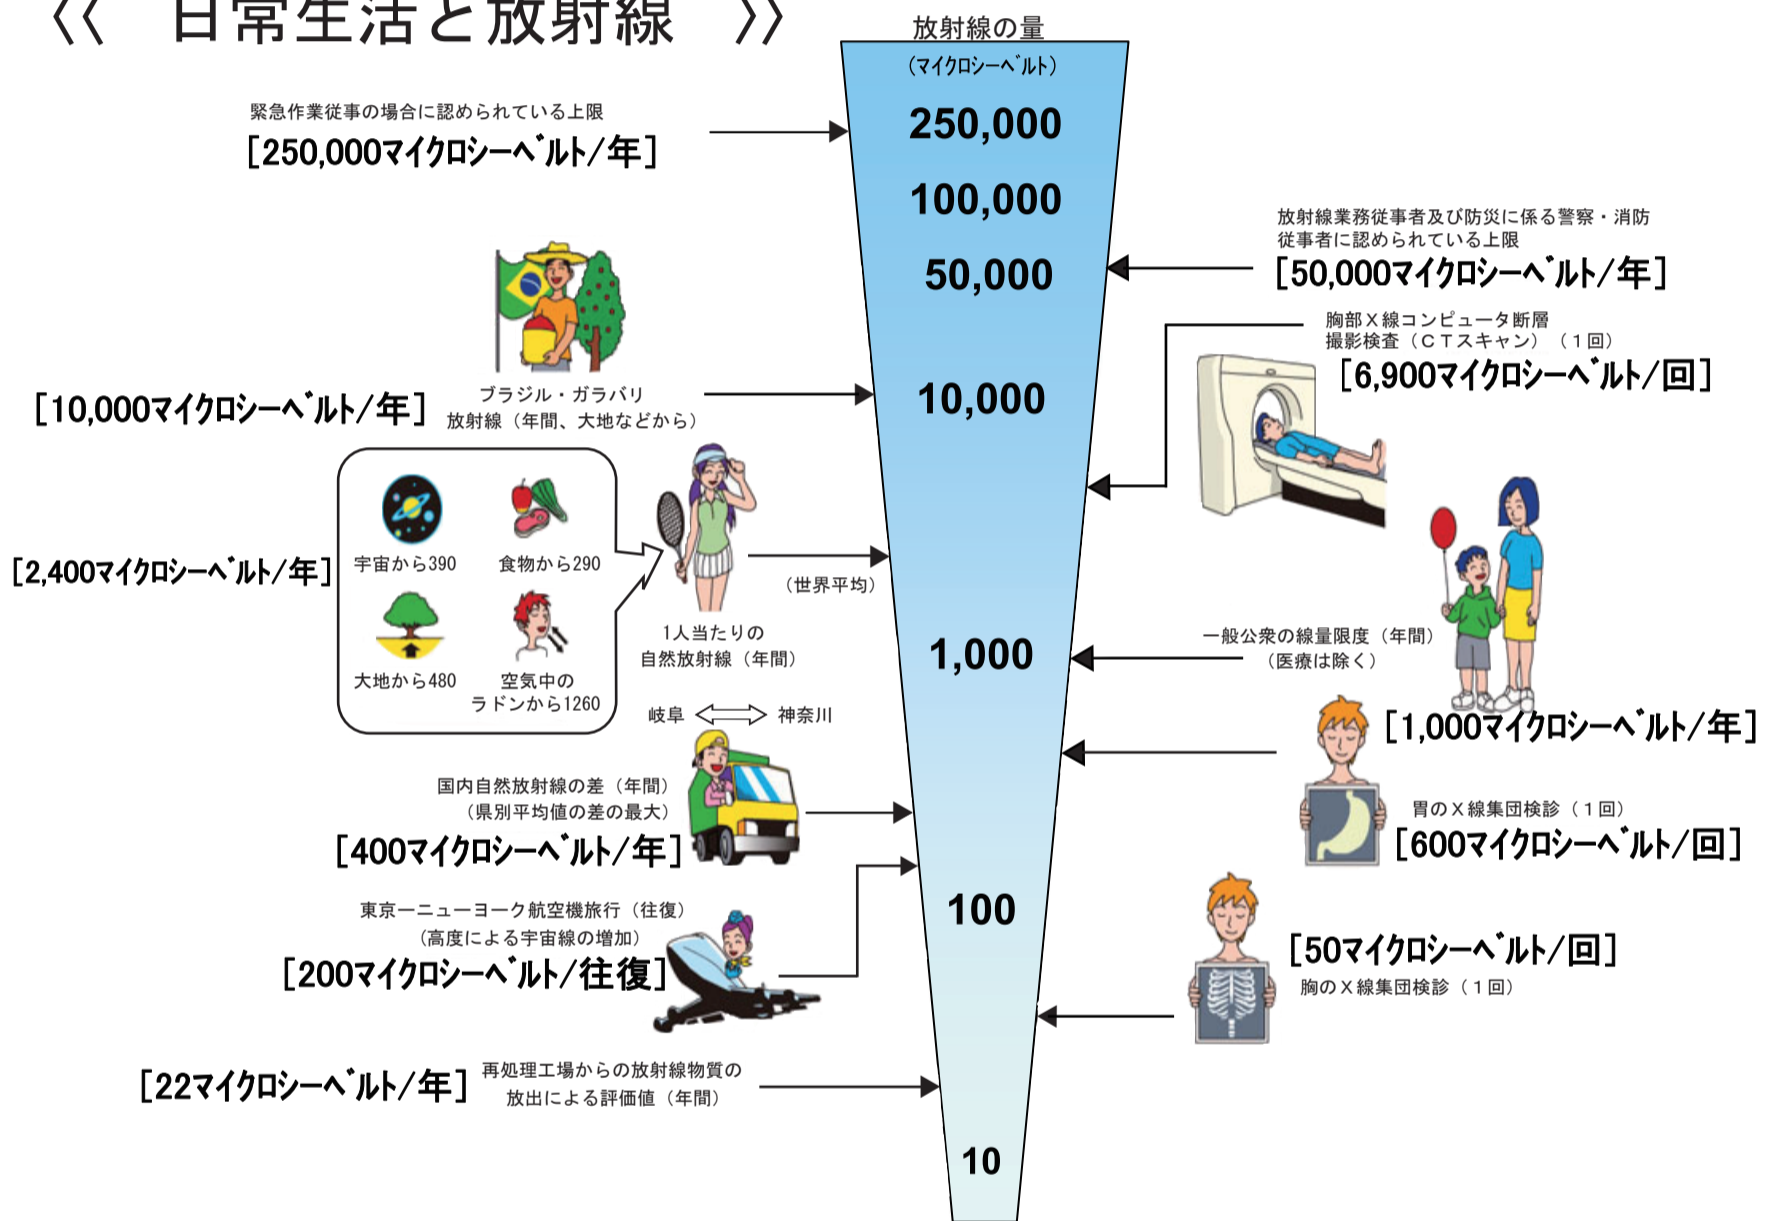 《 日常生活と放射線 》
放射線の量
(マイクロシーベルト)
250,000
100,000
50,000
10,000
1,000
100
10
緊急作業従事の場合に認められている上限
[250,000マイクロシーベルト/年]
ブラジル・ガラバリ
放射線（年間、大地などから）
[10,000マイクロシーベルト/年]
[2,400マイクロシーベルト/年]
宇宙から390
食物から290
大地から480
空気中の
ラドンから1260
（世界平均）
1人当たりの
自然放射線（年間）
岐阜
神奈川
国内自然放射線の差（年間）
（県別平均値の差の最大）
[400マイクロシーベルト/年]
東京ーニューヨーク航空機旅行（往復）
（高度による宇宙線の増加）
[200マイクロシーベルト/往復]
[22マイクロシーベルト/年]
再処理工場からの放射線物質の
放出による評価値（年間）
放射線業務従事者及び防災に係る警察・消防
従事者に認められている上限
[50,000マイクロシーベルト/年]
胸部Ｘ線コンピュータ断層
撮影検査（ＣＴスキャン）（１回）
[6,900マイクロシーベルト/回]
一般公衆の線量限度（年間）
（医療は除く）
[1,000マイクロシーベルト/年]
胃のＸ線集団検診（１回）
[600マイクロシーベルト/回]
[50マイクロシーベルト/回]
胸のＸ線集団検診（１回）